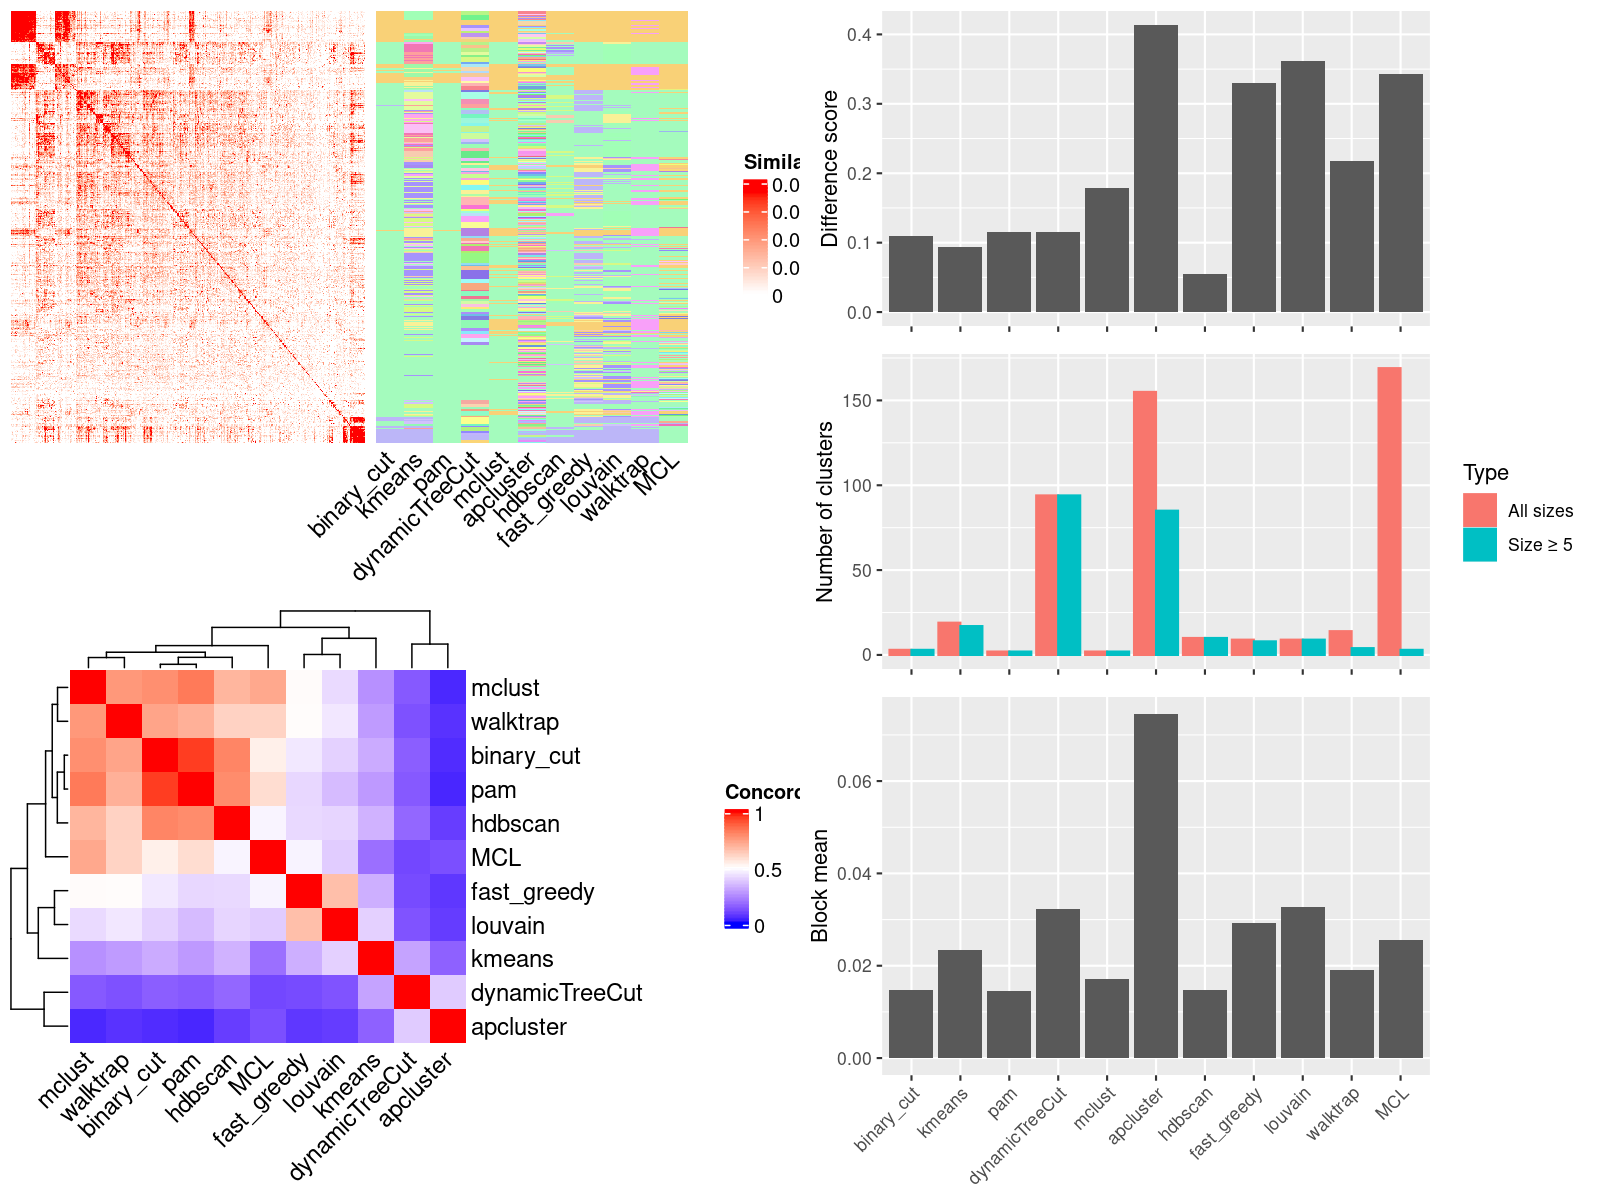 Simila
0.0
0.0
0.0
0.0
0
binary_cut
kmeans
pam
dynamicTreeCut
mclust
apcluster
hdbscan
fast_greedy
louvain
walktrap
MCL
mclust
walktrap
binary_cut
pam
hdbscan
MCL
fast_greedy
louvain
kmeans
dynamicTreeCut
apcluster
mclust
walktrap
binary_cut
pam
hdbscan
MCL
fast_greedy
louvain
kmeans
dynamicTreeCut
apcluster
Concord
1
0.5
0
Difference score
0.4
0.3
0.2
0.1
0.0
Number of clusters
150
100
50
0
Type
All sizes
Size ≥ 5
Block mean
0.06
0.04
0.02
0.00
binary_cut
kmeans
pam
dynamicTreeCut
mclust
apcluster
hdbscan
fast_greedy
louvain
walktrap
MCL